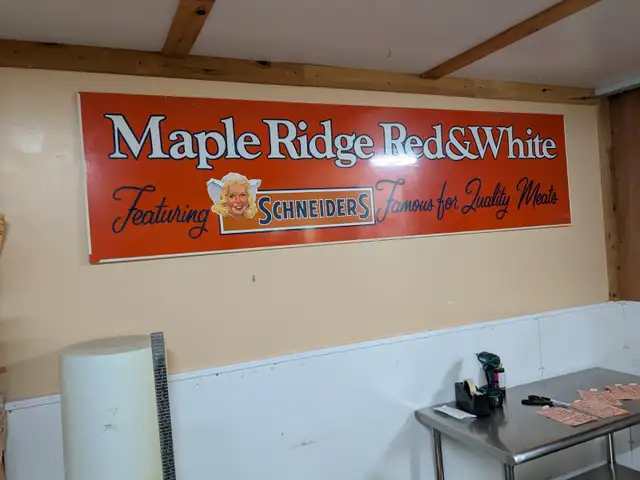 Maple Ridge Red&White
Featuring SCHNEIDERS Famous for Quality Meats